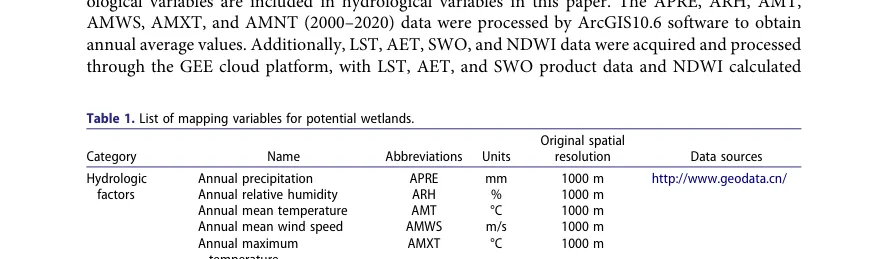 ological variables are included in hydrological variables in this paper. The APRE, ARH, AMT,
AMWS, AMXT, and AMNT (2000–2020) data were processed by ArcGIS10.6 software to obtain
annual average values. Additionally, LST, AET, SWO, and NDWI data were acquired and processed
through the GEE cloud platform, with LST, AET, and SWO product data and NDWI calculated
Table 1. List of mapping variables for potential wetlands.
Original spatial
Category Name Abbreviations Units resolution Data sources
Hydrologic Annual precipitation APRE mm 1000 m http://www.geodata.cn/
factors Annual relative humidity ARH % 1000 m
Annual mean temperature AMT °C 1000 m
Annual mean wind speed AMWS m/s 1000 m
Annual maximum AMXT °C 1000 m
temperature